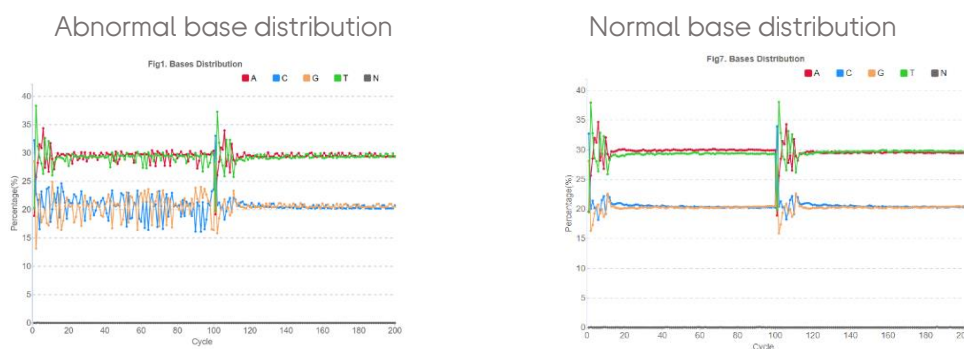 Abnormal base distribution
Fig1. Bases Distribution
A C G T N
Percentage(%)
40
35
30
25
20
15
10
5
0
0 20 40 60 80 100 120 140 160 180 200
Cycle
Normal base distribution
Fig7. Bases Distribution
A C G T N
Percentage(%)
40
35
30
25
20
15
10
5
0
0 20 40 60 80 100 120 140 160 180 200
Cycle